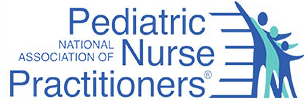 Pediatric
NATIONAL
ASSOCIATION OF Nurse
Practitioners®